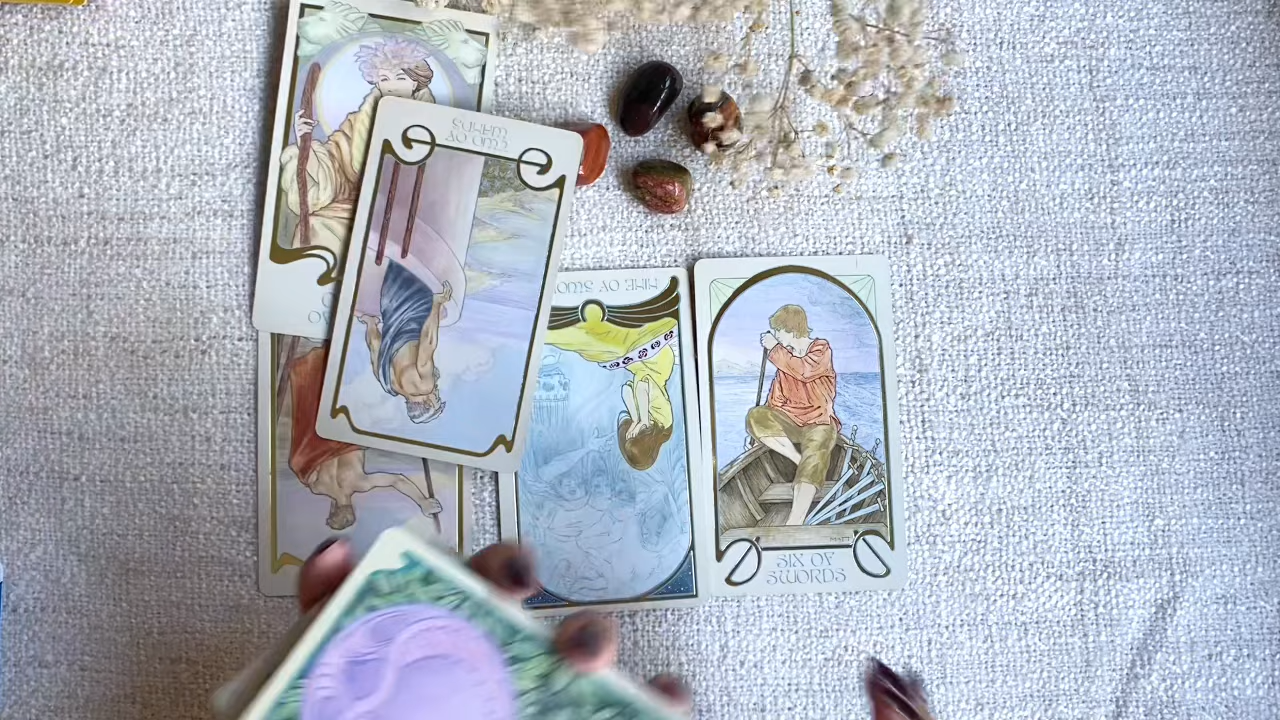 TWO OF
WANDS
NINE OF
SIX OF
SWORDS